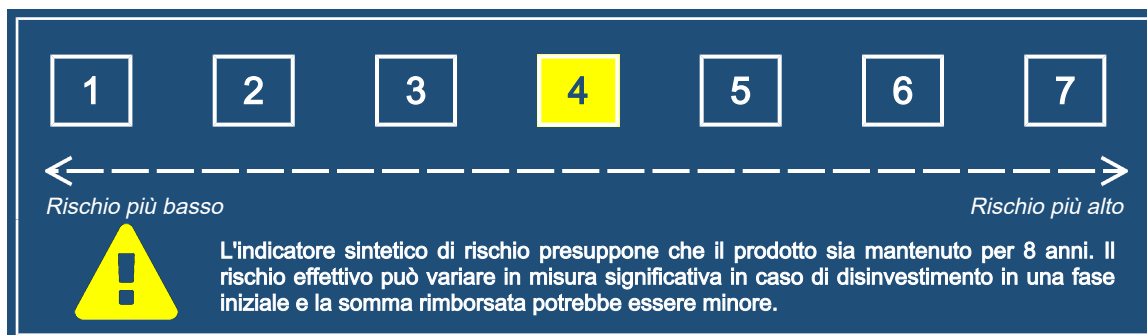 1 2 3 4 5 6 7
Rischio più basso Rischio più alto
L'indicatore sintetico di rischio presuppone che il prodotto sia mantenuto per 8 anni. Il
rischio effettivo può variare in misura significativa in caso di disinvestimento in una fase
iniziale e la somma rimborsata potrebbe essere minore.